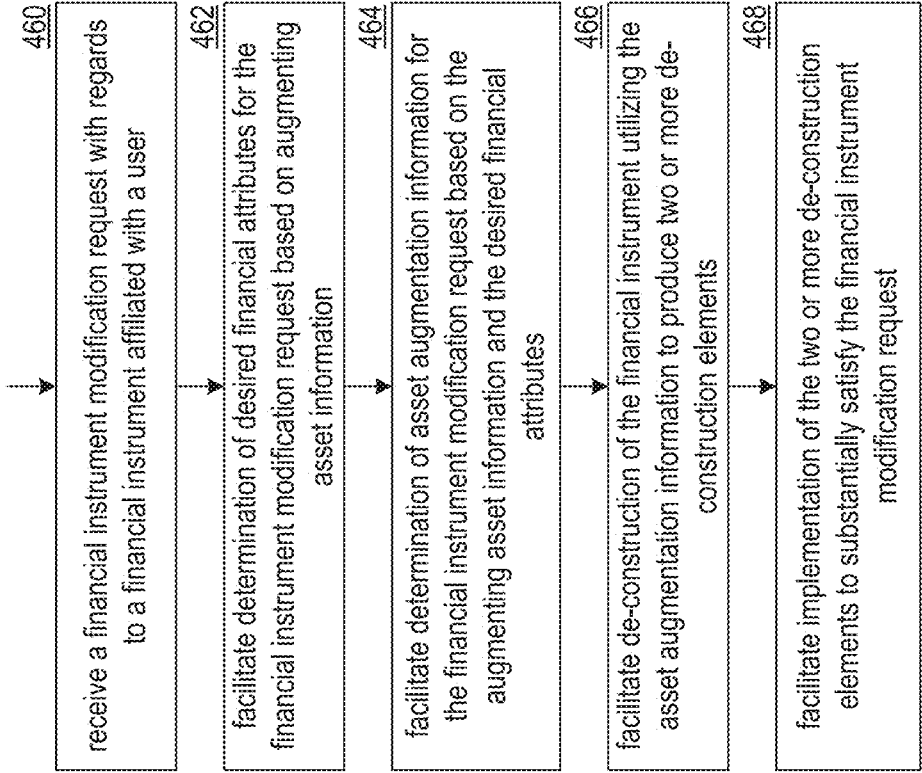 460
receive a financial instrument modification request with regards
to a financial instrument affiliated with a user
462
facilitate determination of desired financial attributes for the
financial instrument modification request based on augmenting
asset information
464
facilitate determination of asset augmentation information for
the financial instrument modification request based on the
augmenting asset information and the desired financial
attributes
466
facilitate de-construction of the financial instrument utilizing the
asset augmentation information to produce two or more de-
construction elements
468
facilitate implementation of the two or more de-construction
elements to substantially satisfy the financial instrument
modification request